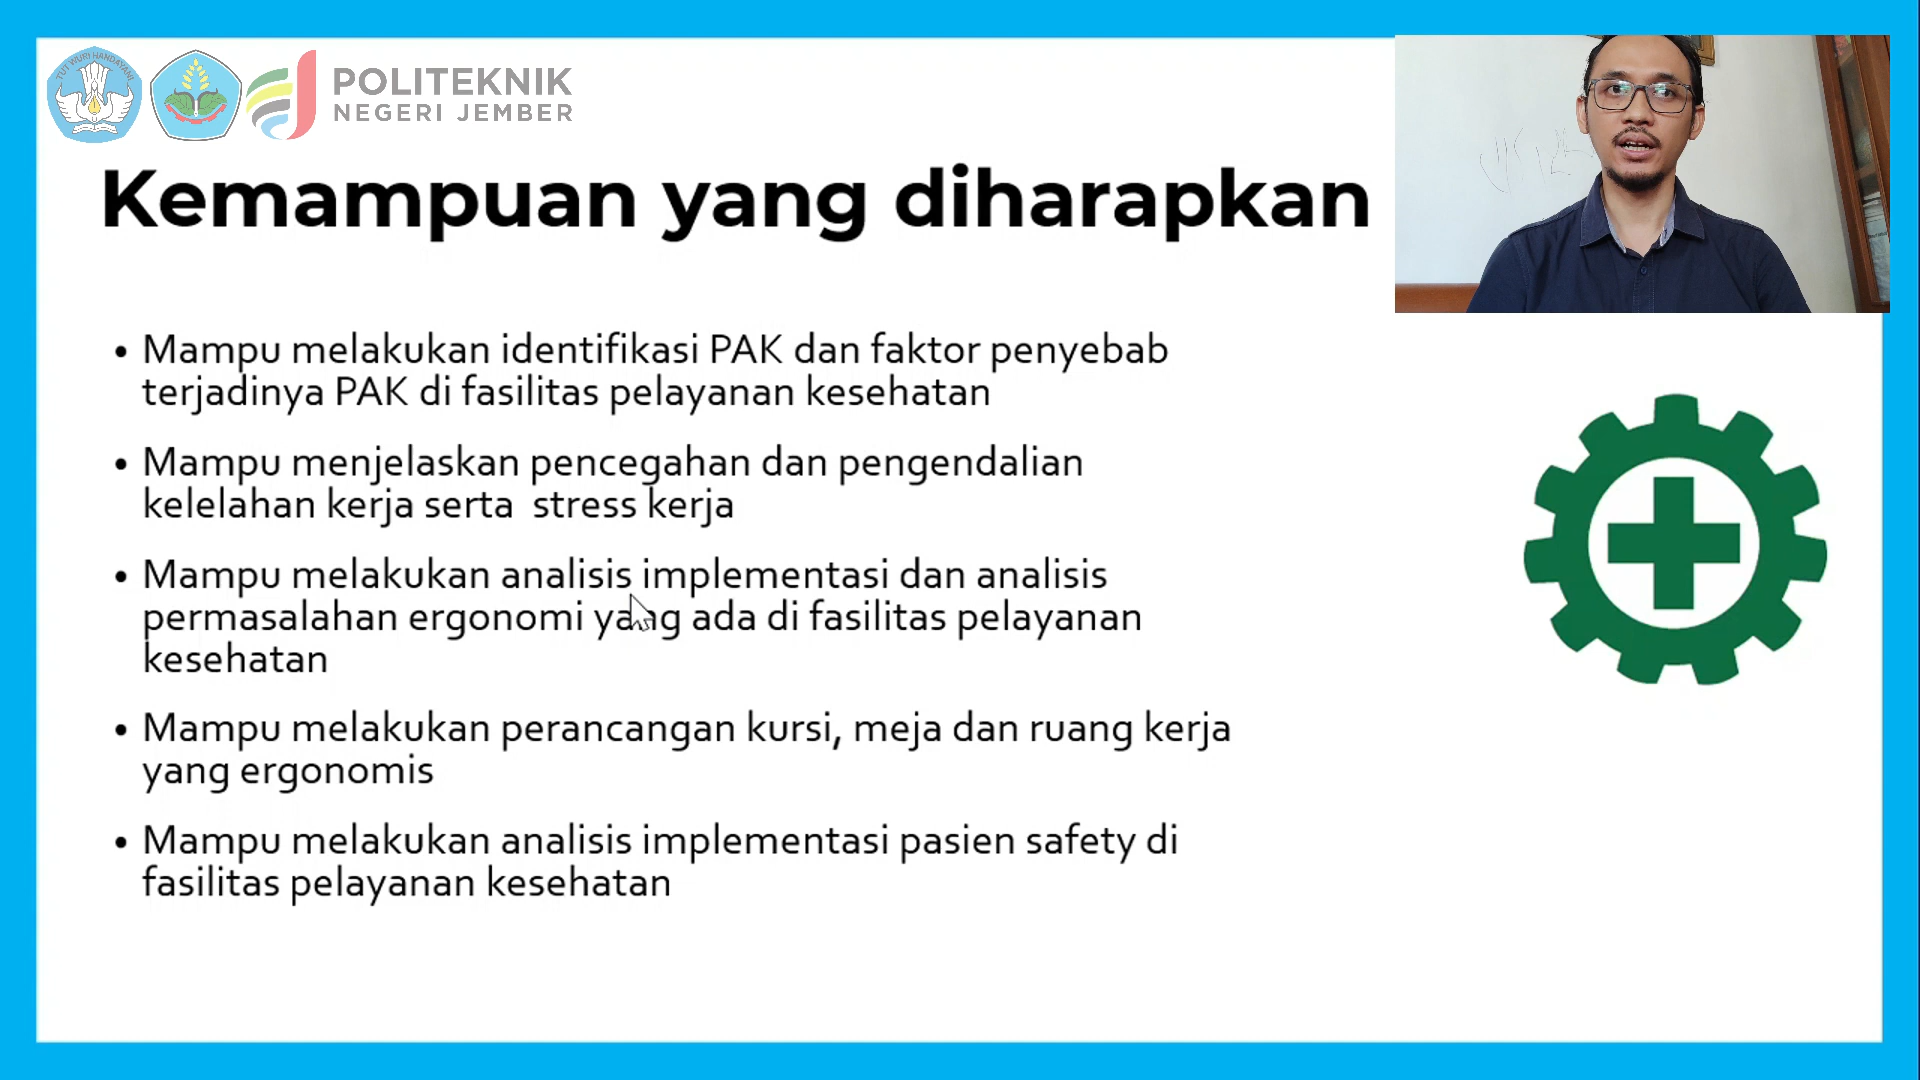 TUT WURI HANDAYANI
POLITEKNIK
NEGERI JEMBER
Kemampuan yang diharapkan
• Mampu melakukan identifikasi PAK dan faktor penyebab
terjadinya PAK di fasilitas pelayanan kesehatan
• Mampu menjelaskan pencegahan dan pengendalian
kelelahan kerja serta  stress kerja
• Mampu melakukan analisis implementasi dan analisis
permasalahan ergonomi yang ada di fasilitas pelayanan
kesehatan
• Mampu melakukan perancangan kursi, meja dan ruang kerja
yang ergonomis
• Mampu melakukan analisis implementasi pasien safety di
fasilitas pelayanan kesehatan